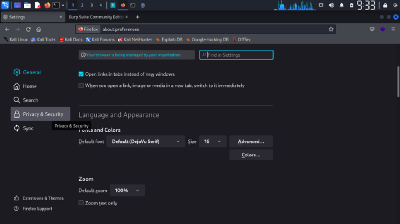 Settings
Burp Suite Community Edition
9:33
Firefox
about:preferences
Kali Linux
Kali Tools
Kali Docs
Kali Forums
Kali NetHunter
Exploit-DB
Google Hacking DB
OffSec
Your browser is being managed by your organization.
Find in Settings
General
Open links in tabs instead of new windows
Home
When you open a link, image or media in a new tab, switch to it immediately
Search
Privacy & Security
Language and Appearance
Privacy & Security
Sync
Fonts and Colors
Default font
Default (DejaVu Serif)
Size
16
Advanced...
Colors...
Zoom
Default zoom
100%
Zoom text only
Extensions & Themes
Firefox Support